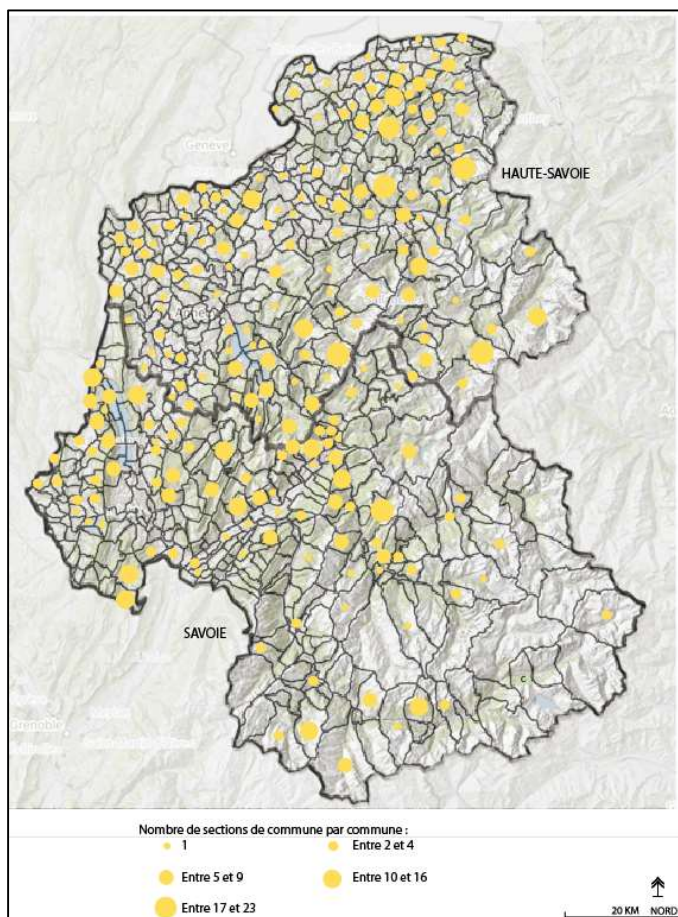 Genève
HAUTE-SAVOIE
SAVOIE
C
Grenoble
Nombre de sections de commune par commune :
1 Entre 2 et 4
Entre 5 et 9 Entre 10 et 16
Entre 17 et 23
20 KM NORD